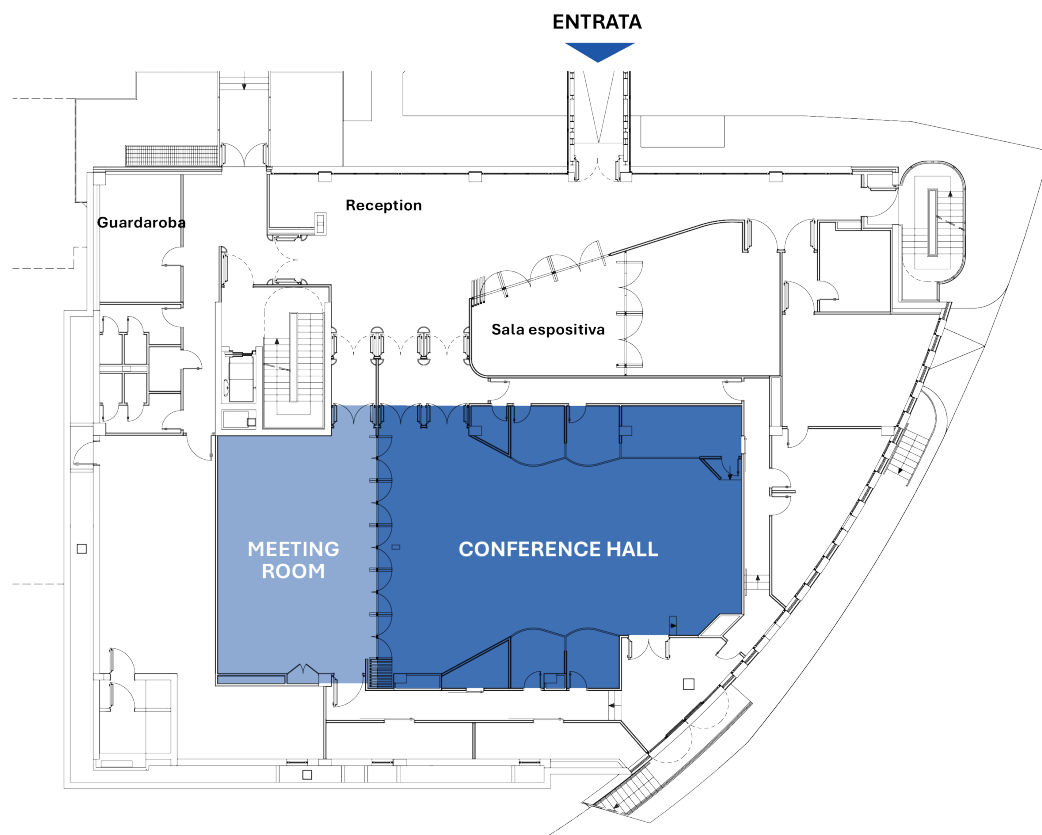 ENTRATA
Reception
Guardaroba
Sala espositiva
MEETING
ROOM
CONFERENCE HALL